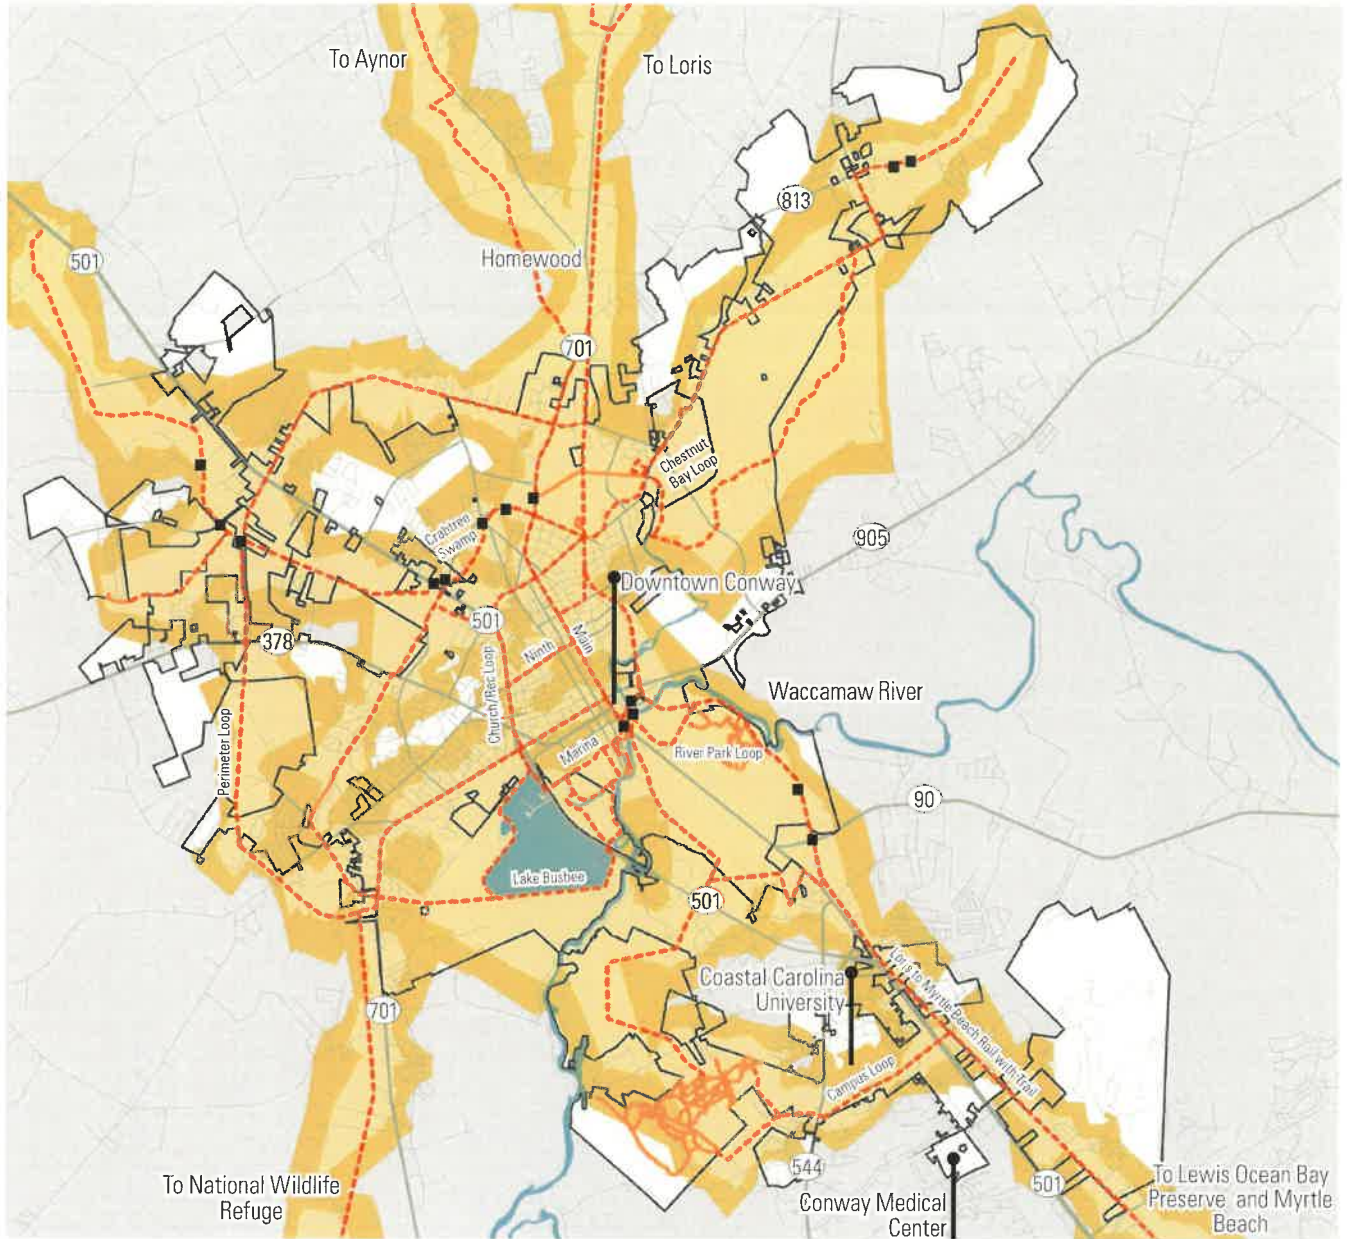 To Aynor
To Loris
813
Homewood
501
701
Chestnut
Bay Loop
Crabtree
Swamp
905
Downtown Conway
501
378
Ninth
Main
Church/Rec Loop
Waccamaw River
Perimeter Loop
Marina
River Park Loop
90
Lake Busbee
501
Coastal Carolina
University
Loris to Myrtle Beach Rail with Trail
701
Campus Loop
544
To National Wildlife
Refuge
Conway Medical
Center
501
To Lewis Ocean Bay
Preserve and Myrtle
Beach